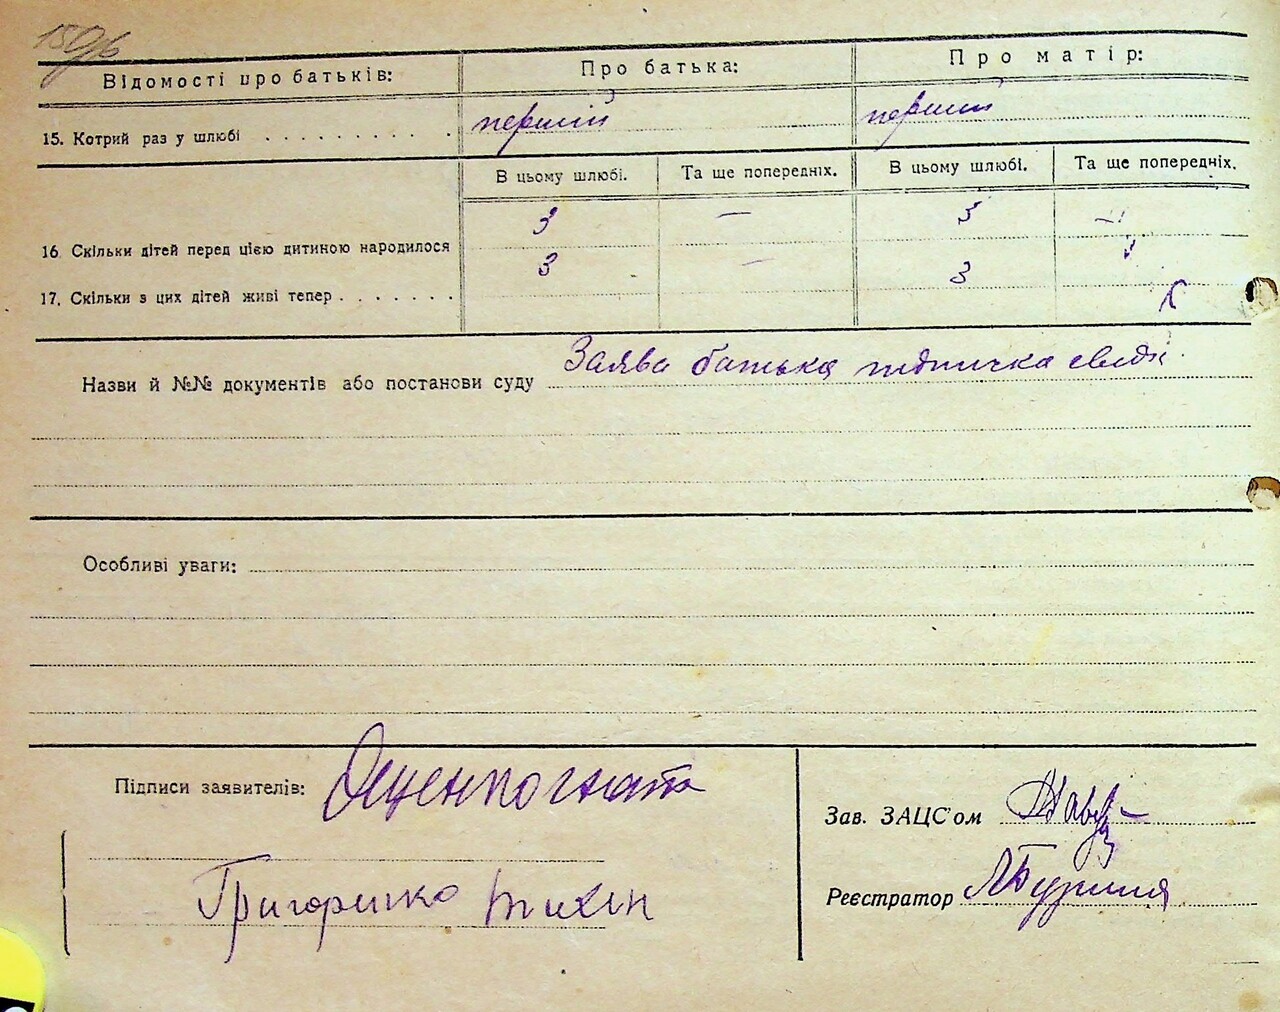 Відомості про батьків: Про батька: Про матір:
15. Котрий раз у шлюбі . . . . . . . . . . перший перший
В цьому шлюбі. Та ще попередніх. В цьому шлюбі. Та ще попередніх.
16. Скільки дітей перед цією дитиною народилося 3 — 3 —
17. Скільки з цих дітей живі тепер . . . . . . . 3 — 3
Назви й №№ документів або постанови суду Заява батька підпичка свідк
Особливі уваги:
Підписи заявителів:
Зав. ЗАЦС'ом
Григоренко Тихін
Реєстратор